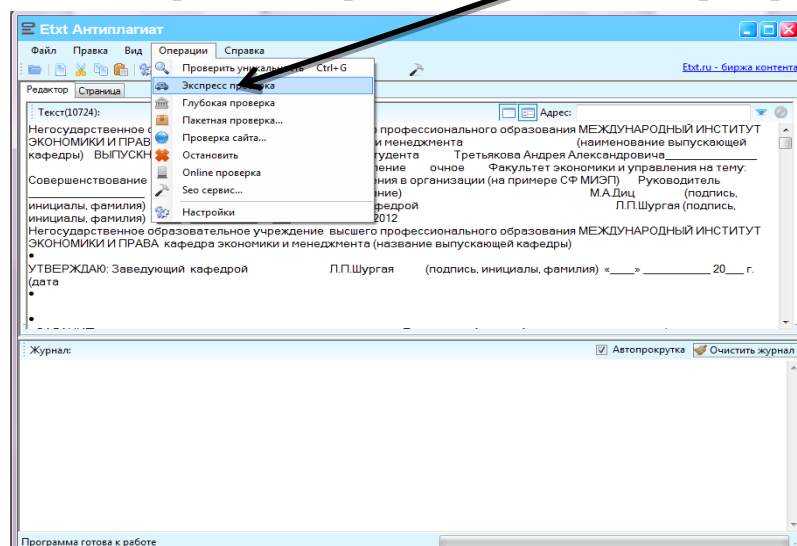 Etxt Антиплагиат
Файл Правка Вид Операции Справка
Проверить уникальность Ctrl+G
Etxt.ru - биржа контента
Редактор Страница
Экспресс проверка
Глубокая проверка
Текст(10724):
Адрес:
Пакетная проверка...
Проверка сайта...
Остановить
Online проверка
Seo сервис...
Настройки
Негосударственное о профессионального образования МЕЖДУНАРОДНЫЙ ИНСТИТУТ
ЭКОНОМИКИ И ПРАВ и менеджмента (наименование выпускающей
кафедры) ВЫПУСКН тудента Третьякова Андрея Александровича
ление очное Факультет экономики и управления на тему:
Совершенствование ния в организации (на примере СФ МИЭП) Руководитель
ание) М.А.Диц (подпись,
инициалы, фамилия) федрой П.П.Шургая (подпись,
инициалы, фамилия) 2012
Негосударственное образовательное учреждение высшего профессионального образования МЕЖДУНАРОДНЫЙ ИНСТИТУТ
ЭКОНОМИКИ И ПРАВА кафедра экономики и менеджмента (название выпускающей кафедры)
•
УТВЕРЖДАЮ: Заведующий кафедрой П.П.Шургая (подпись, инициалы, фамилия) «____» __________ 20___ г.
(дата
•
•
Журнал:
Автопрокрутка Очистить журнал
Программа готова к работе